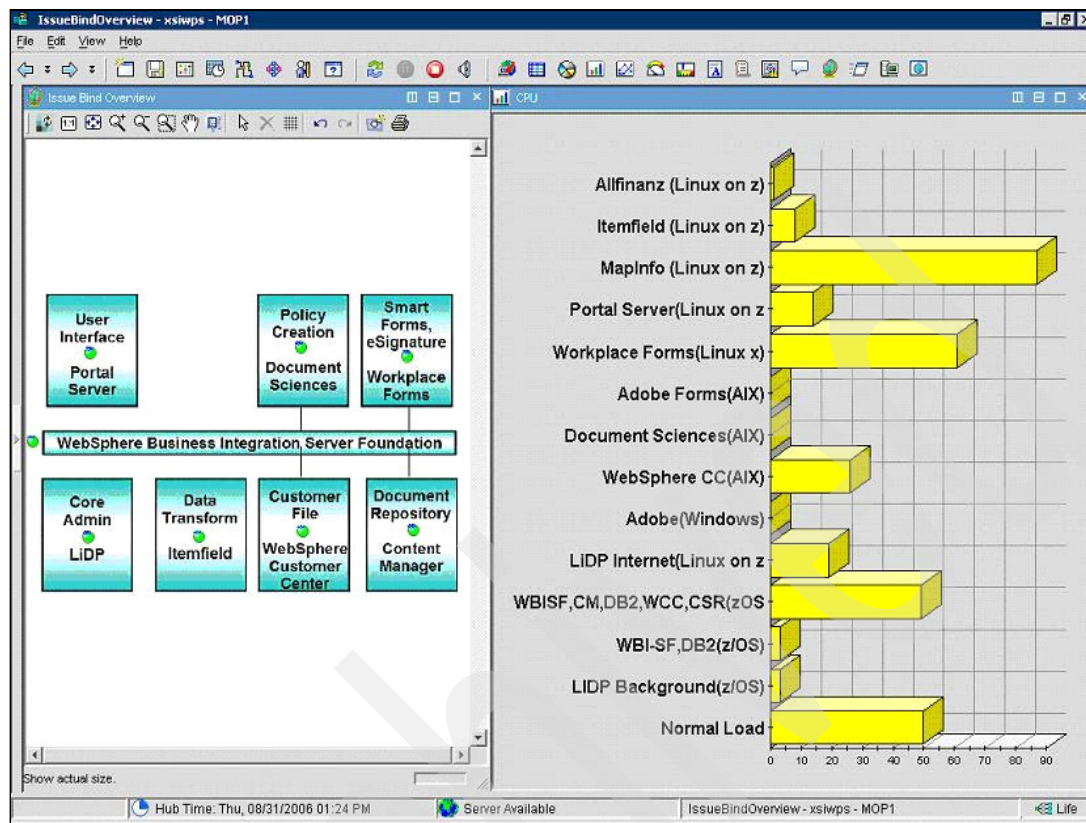 IssueBindOverview - xsiwps - MOP1
File Edit View Help
Issue Bind Overview
CPU
1:1
User
Interface
Portal
Server
Policy
Creation
Document
Sciences
Smart
Forms,
eSignature
Workplace
Forms
WebSphere Business Integration Server Foundation
Core
Admin
LiDP
Data
Transform
Itemfield
Customer
File
WebSphere
Customer
Center
Document
Repository
Content
Manager
Allfinanz (Linux on z)
Itemfield (Linux on z)
MapInfo (Linux on z)
Portal Server(Linux on z
Workplace Forms(Linux x)
Adobe Forms(AIX)
Document Sciences(AIX)
WebSphere CC(AIX)
Adobe(Windows)
LiDP Internet(Linux on z
WBISF,CM,DB2,WCC,CSR(zOS
WBI-SF,DB2(z/OS)
LIDP Background(z/OS)
Normal Load
0 10 20 30 40 50 60 70 80 90
Show actual size.
Hub Time: Thu, 08/31/2006 01:24 PM
Server Available
IssueBindOverview - xsiwps - MOP1
Life